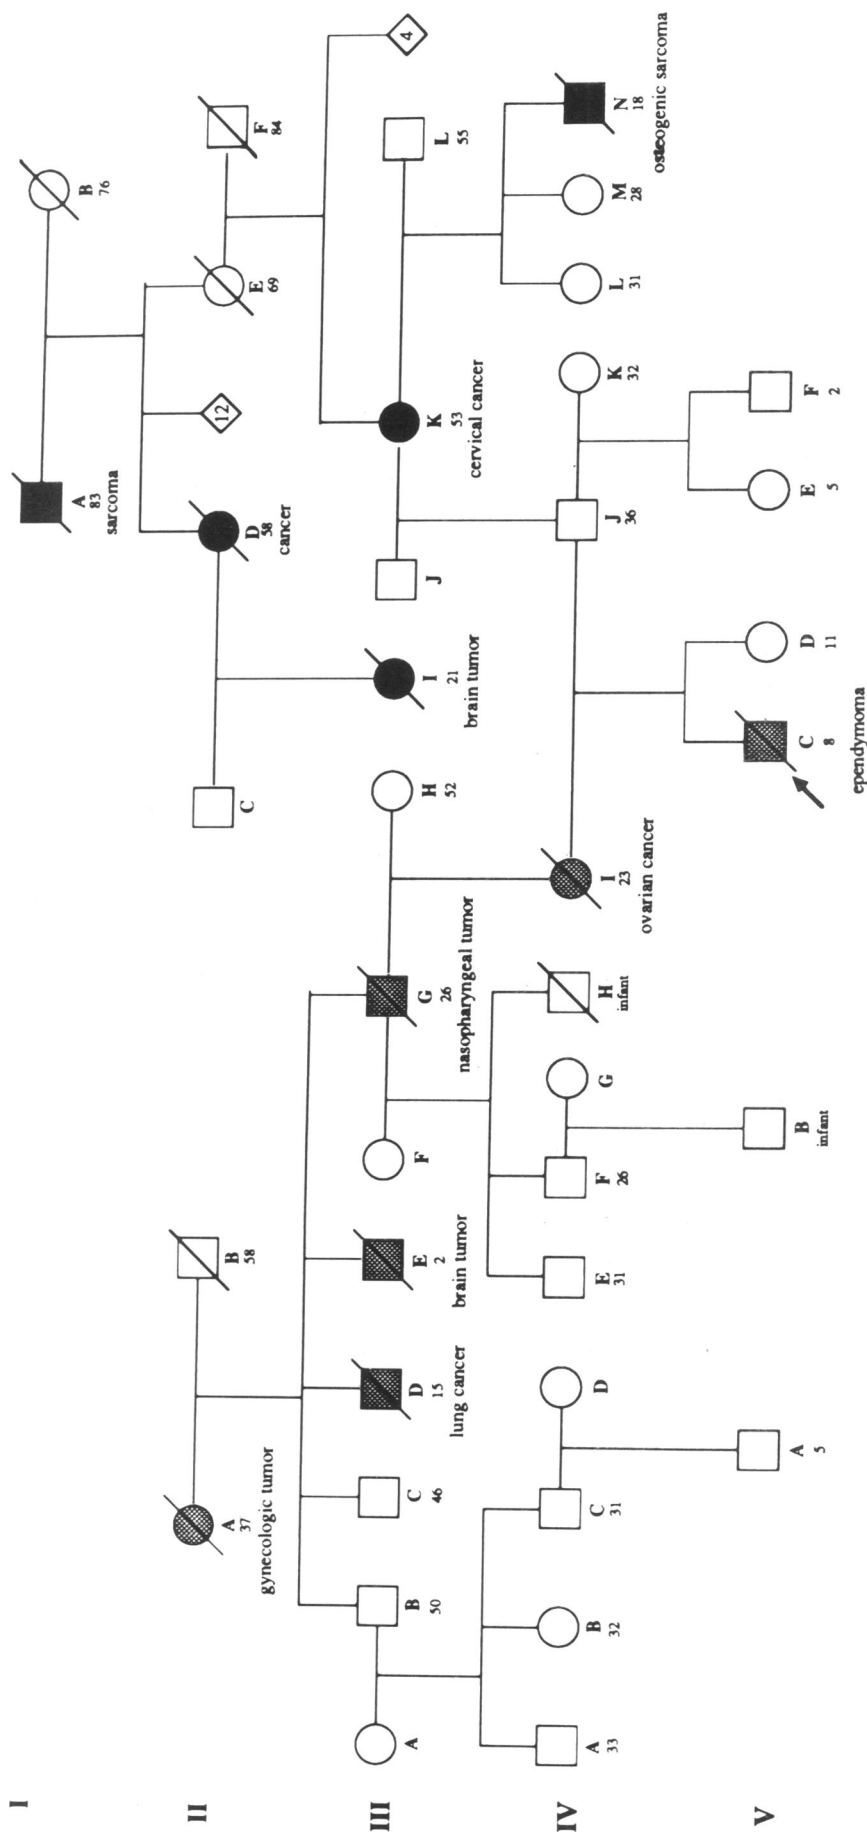 I
A
83
sarcoma
B
76
II
A
37
gynecologic tumor
B
58
C
D
58
cancer
12
E
69
F
84
III
A
B
50
C
46
D
15
lung cancer
E
2
brain tumor
F
G
26
nasopharyngeal tumor
H
52
I
21
brain tumor
J
K
53
cervical cancer
L
55
4
IV
A
33
B
32
C
31
D
E
31
F
26
G
H
infant
I
23
ovarian cancer
J
36
K
32
L
31
M
28
N
18
osteogenic sarcoma
V
A
5
B
infant
C
8
ependymoma
D
11
E
5
F
2